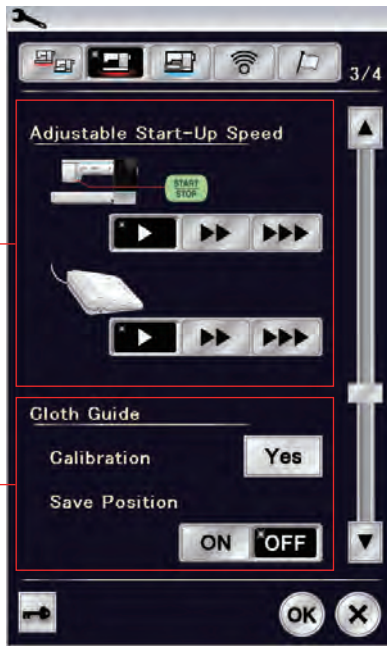 3/4
Adjustable Start-Up Speed
START
STOP
Cloth Guide
Calibration
Yes
Save Position
ON OFF
OK